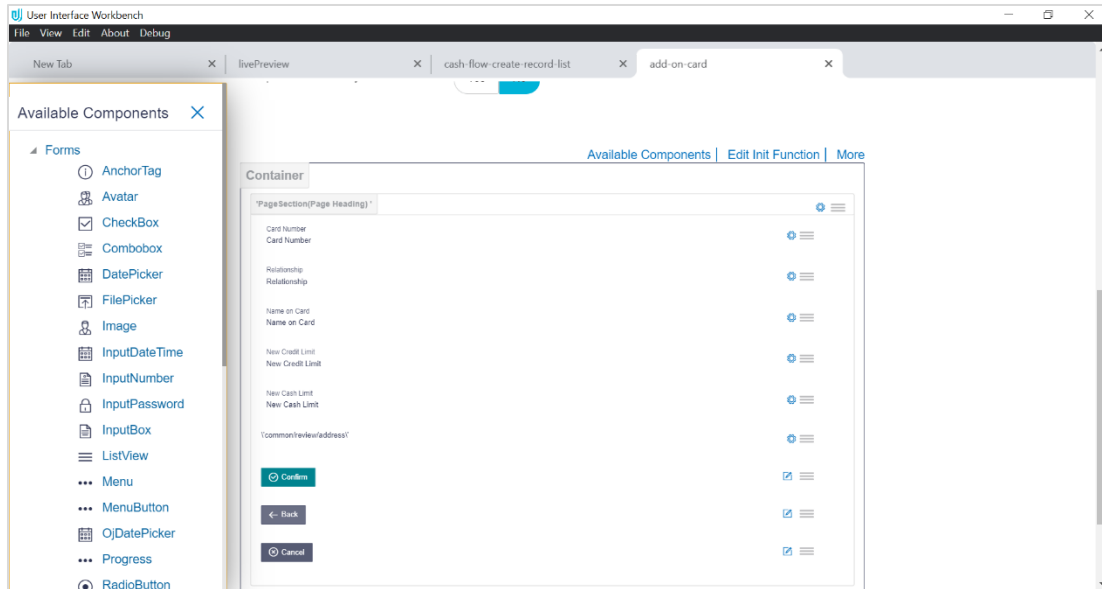 User Interface Workbench
File View Edit About Debug
New Tab
livePreview
cash-flow-create-record-list
add-on-card
Available Components
Forms
AnchorTag
Avatar
CheckBox
Combobox
DatePicker
FilePicker
Image
InputDateTime
InputNumber
InputPassword
InputBox
ListView
Menu
MenuButton
OjDatePicker
Progress
RadioButton
Available Components | Edit Init Function | More
Container
'PageSection(Page Heading) '
Card Number
Card Number
Relationship
Relationship
Name on Card
Name on Card
New Credit Limit
New Credit Limit
New Cash Limit
New Cash Limit
\'common/review/address\'
Confirm
Back
Cancel